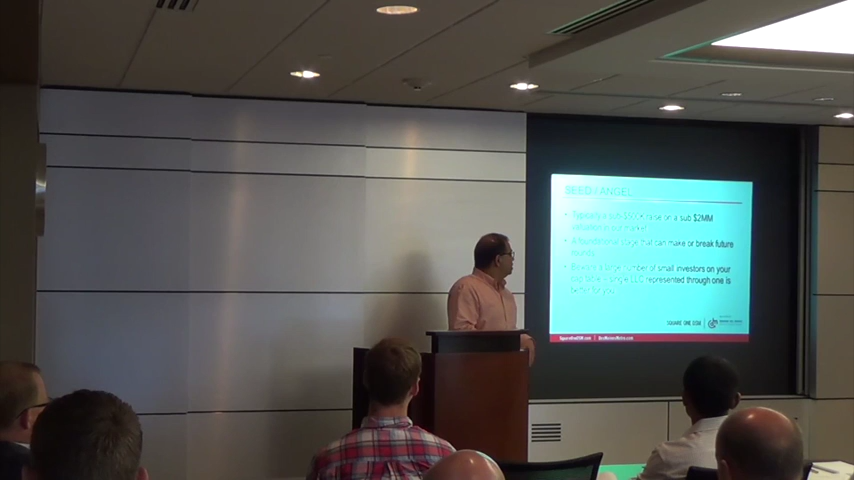 SEED / ANGEL
• Typically a sub-$500K raise on a sub $2MM
valuation in our market
• A foundational stage that can make or break future
rounds
• Beware a large number of small investors on your
cap table – single LLC represented through one is
better for you
SQUARE ONE DSM
SquareOneDSM.com